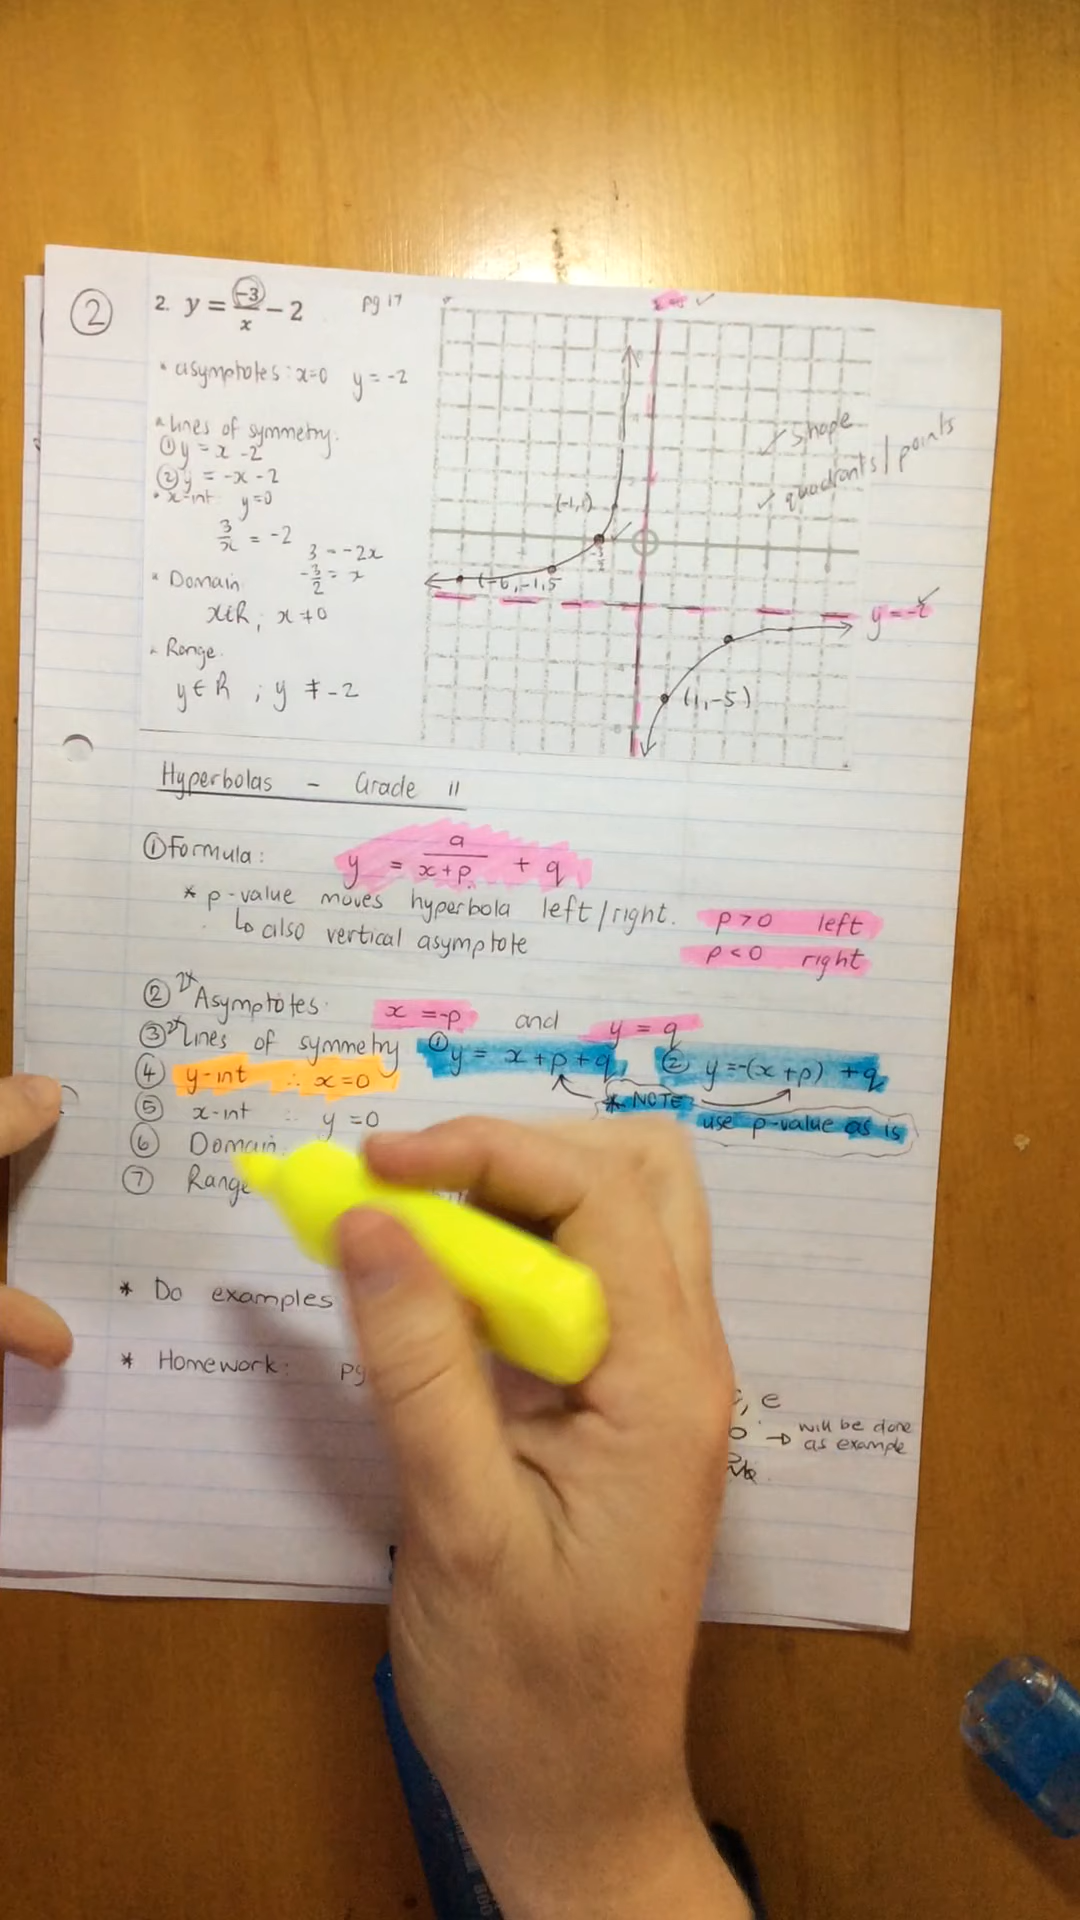 ②
2. y = -3/x - 2
pg 17
* asymptotes: x=0 y = -2
* lines of symmetry.
① y = x - 2
② y = -x - 2
* x-int y=0
3/x = -2
3 = -2x
-3/2 = x
* Domain
x∈R ; x ≠ 0
* Range
y ∈ R ; y ≠ -2
✓ shape
✓ quadrants/points
(-1,1)
-3/2
(-6,-1,5
y=-2
(1,-5)
Hyperbolas - Grade 11
① Formula: y = a/(x+p) + q
* p-value moves hyperbola left/right. p > 0 left
↳ also vertical asymptote p < 0 right
② 2x Asymptotes: x = -p and y = q
③ 2x lines of symmetry ① y = x + p + q ② y = -(x + p) + q
④ y-int ∴ x=0 * NOTE:
⑤ x-int ∴ y=0 use p-value as is
⑥ Domain:
⑦ Range
* Do examples
* Homework: pg
, e
→ will be done
as example